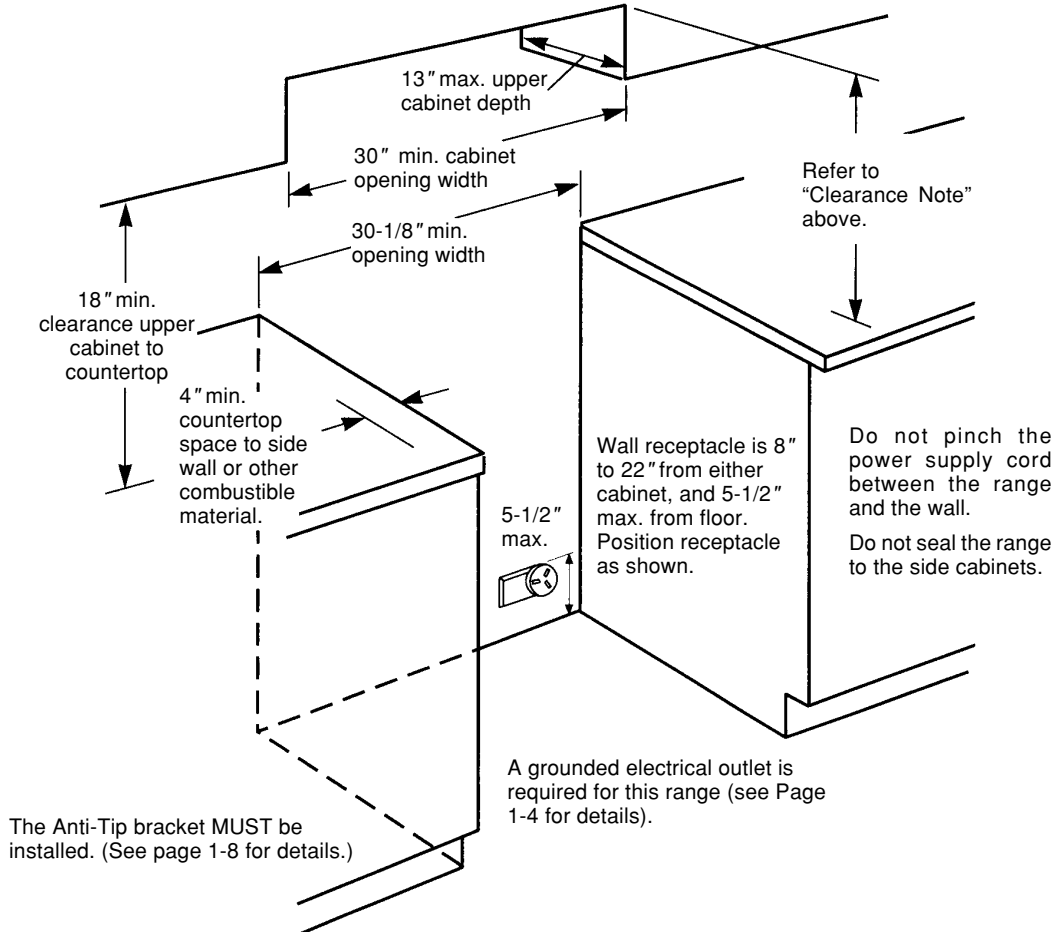 13" max. upper
cabinet depth
30" min. cabinet
opening width
Refer to
“Clearance Note”
above.
30-1/8" min.
opening width
18" min.
clearance upper
cabinet to
countertop
4" min.
countertop
space to side
wall or other
combustible
material.
5-1/2"
max.
Wall receptacle is 8"
to 22" from either
cabinet, and 5-1/2"
max. from floor.
Position receptacle
as shown.
Do not pinch the
power supply cord
between the range
and the wall.
Do not seal the range
to the side cabinets.
A grounded electrical outlet is
required for this range (see Page
1-4 for details).
The Anti-Tip bracket MUST be
installed. (See page 1-8 for details.)